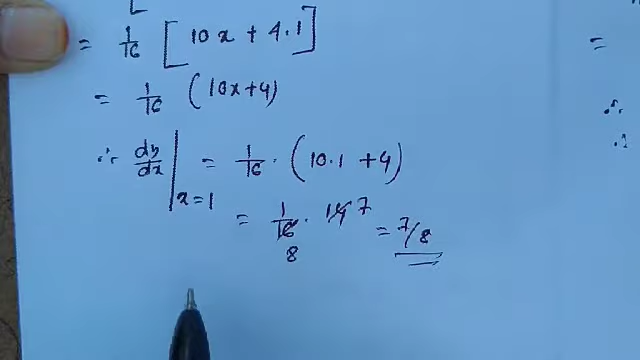 = 1/16 [10x + 4.1]
= 1/16 (10x+4)
∴ dy/dx | x=1 = 1/16 · (10.1 + 4)
= 1/16 8 · 14 7 = 7/8